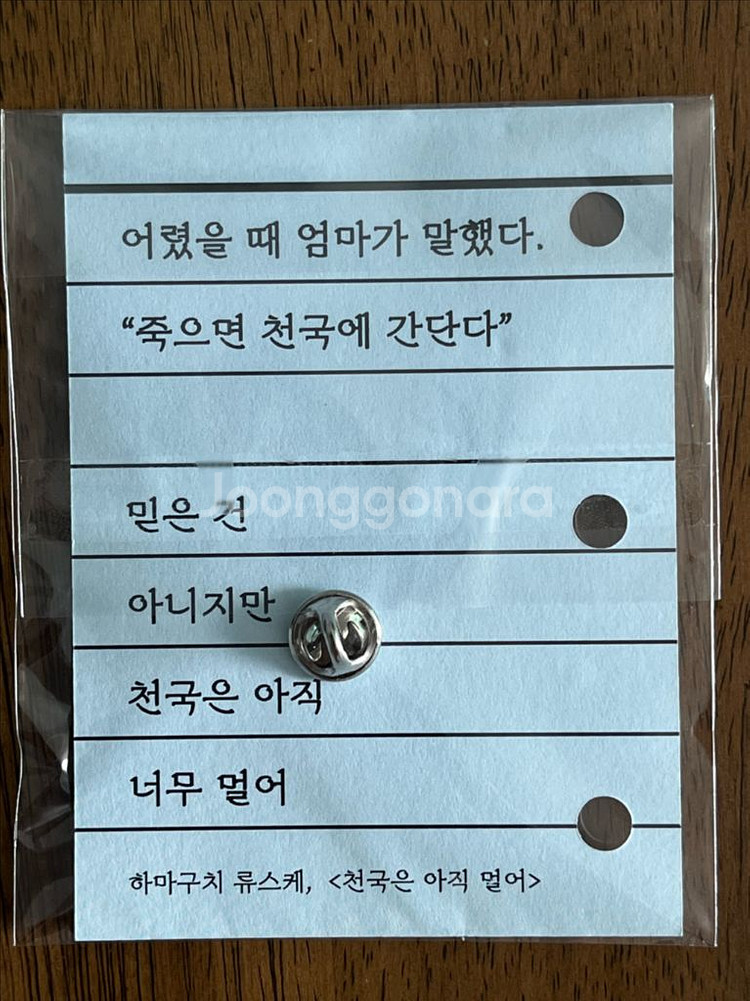 어렸을 때 엄마가 말했다.
“죽으면 천국에 간단다”
믿은 건
Joonggonara
아니지만
천국은 아직
너무 멀어
하마구치 류스케, <천국은 아직 멀어>